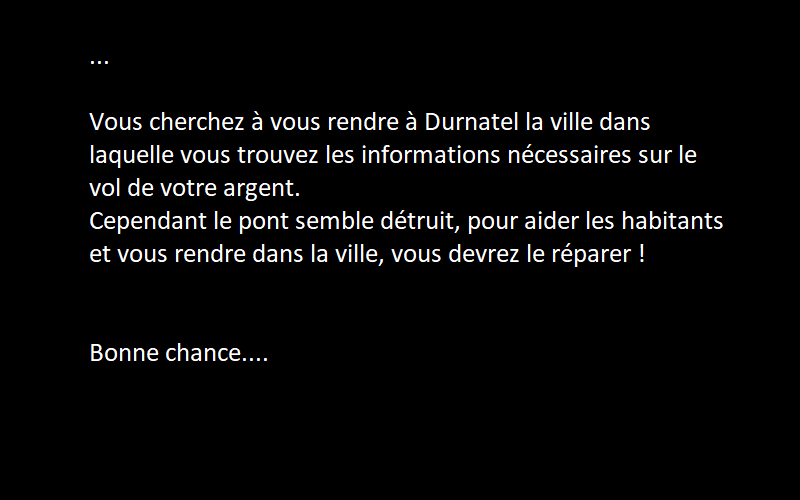 ...
Vous cherchez à vous rendre à Durnatel la ville dans
laquelle vous trouvez les informations nécessaires sur le
vol de votre argent.
Cependant le pont semble détruit, pour aider les habitants
et vous rendre dans la ville, vous devrez le réparer !
Bonne chance....